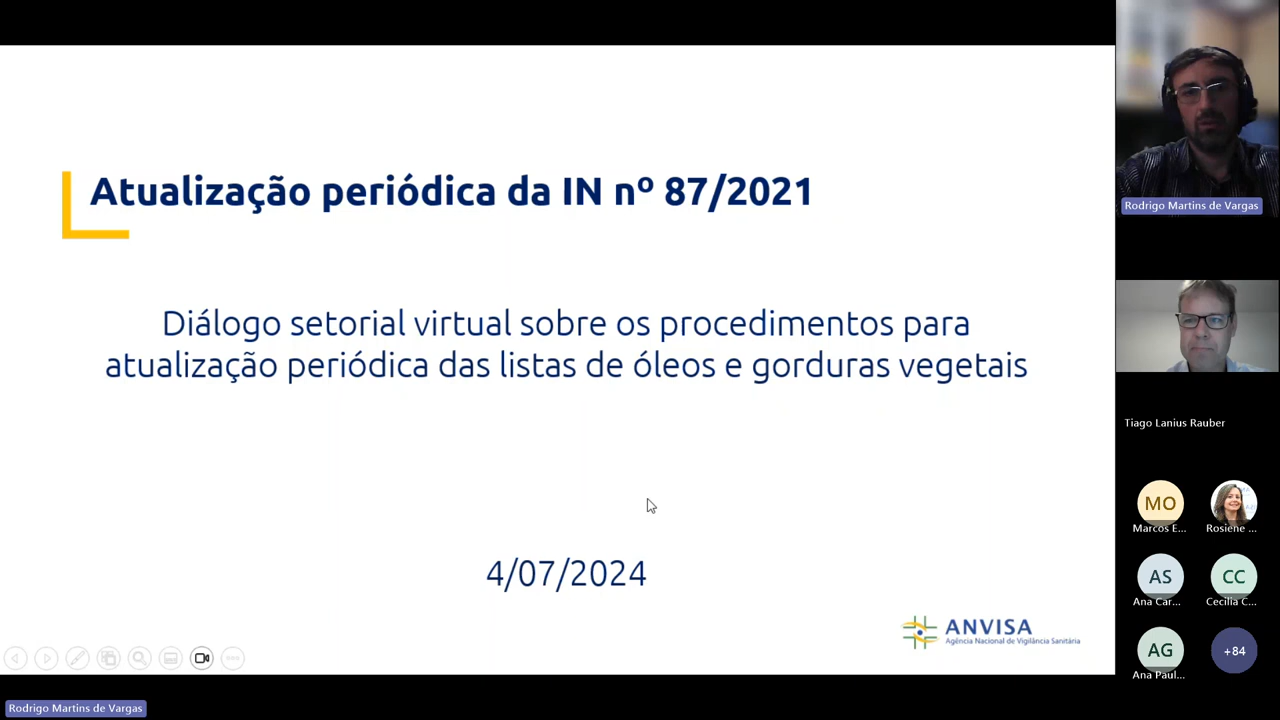 Atualização periódica da IN nº 87/2021
Diálogo setorial virtual sobre os procedimentos para
atualização periódica das listas de óleos e gorduras vegetais
4/07/2024
ANVISA
Agência Nacional de Vigilância Sanitária
Rodrigo Martins de Vargas
Rodrigo Martins de Vargas
Tiago Lanius Rauber
MO
Marcos E...
Rosiene ...
AS
CC
Ana Car...
Cecilia C...
AG
+84
Ana Paul...